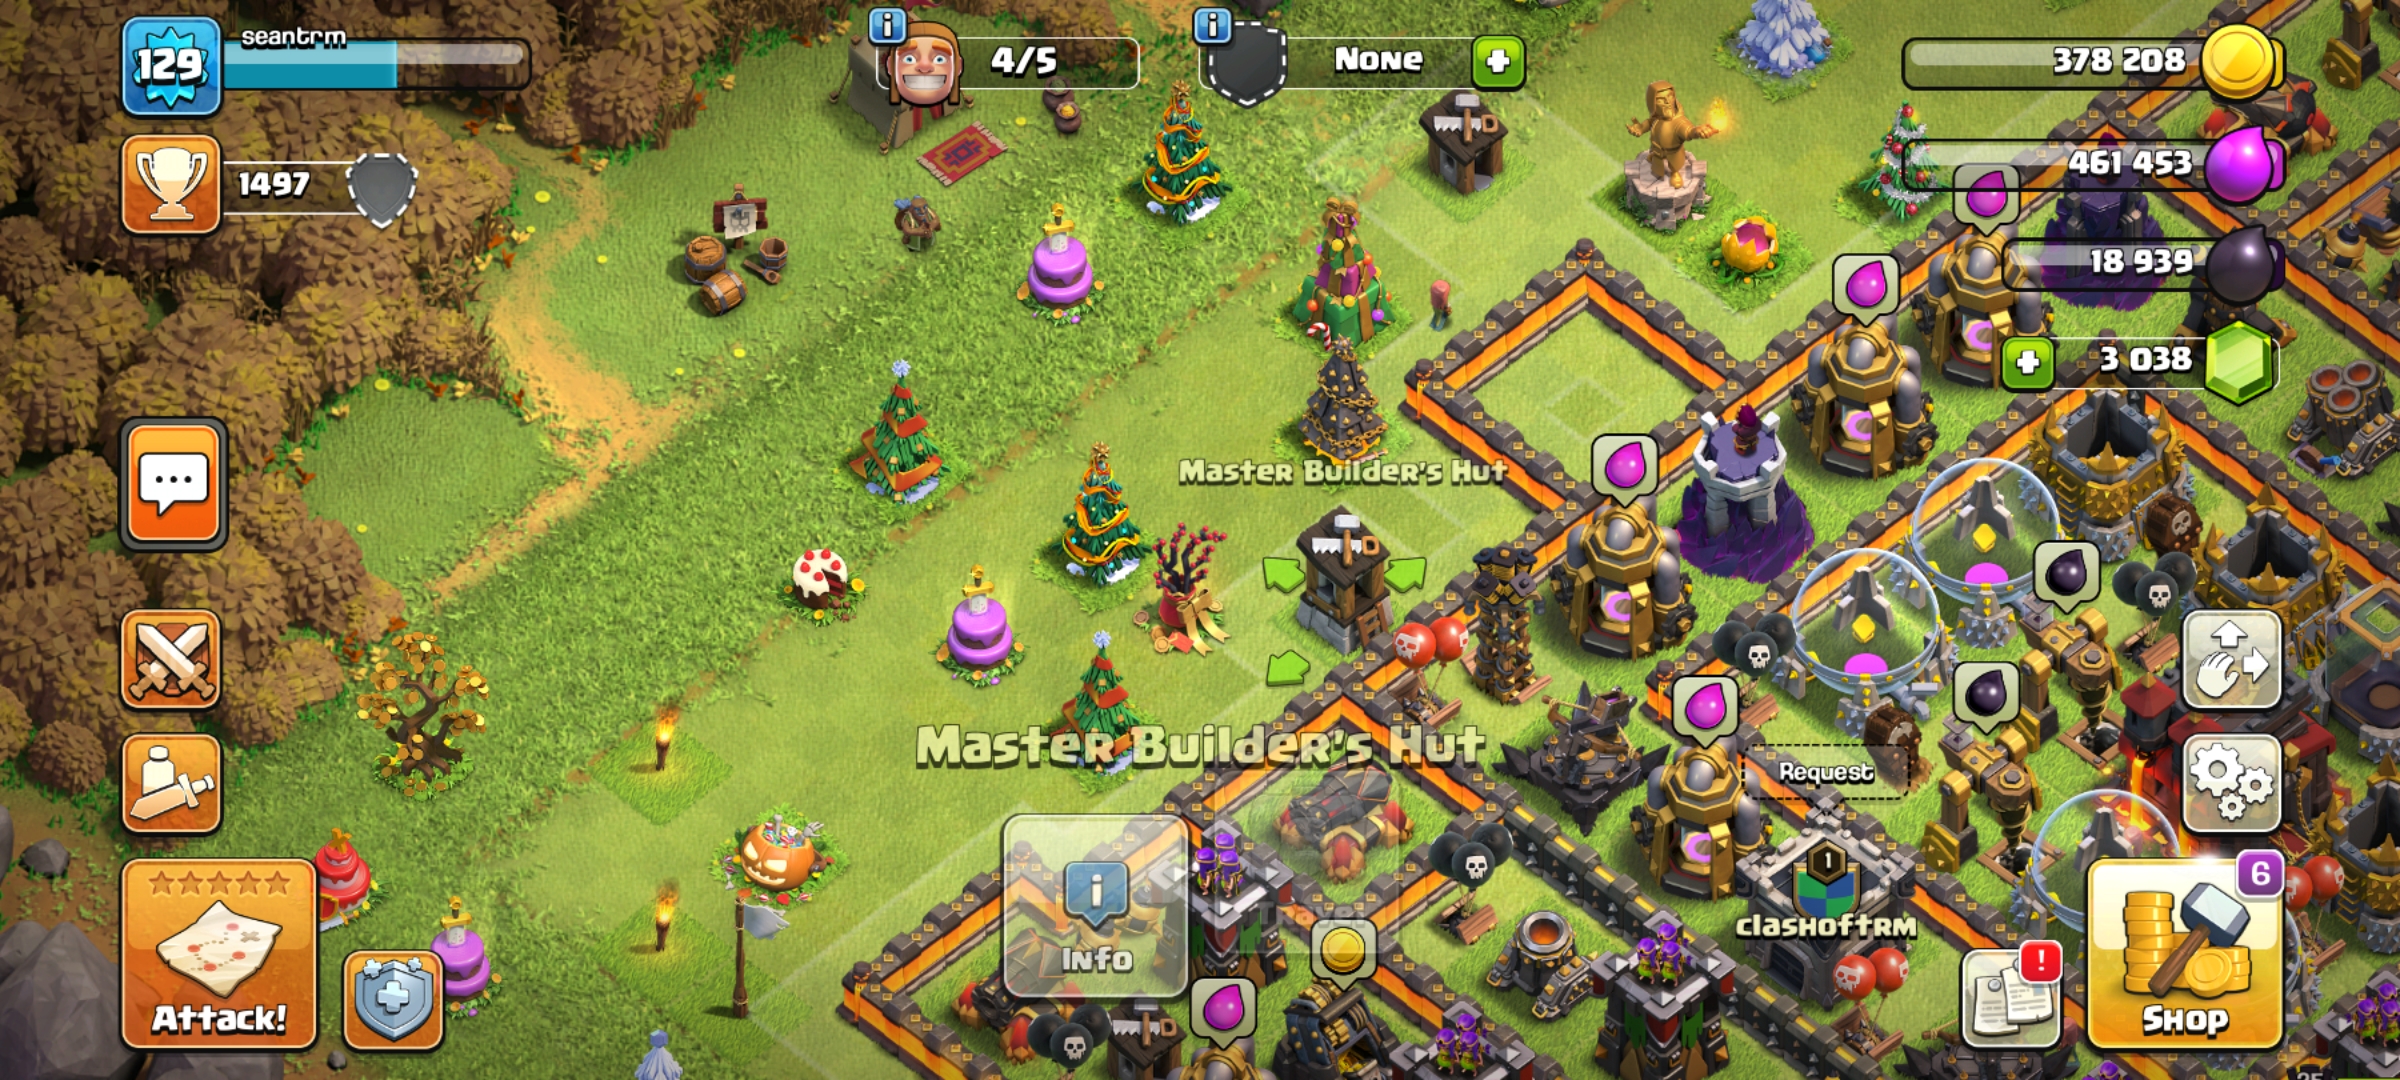 129
seantrm
4/5
None
378 208
1497
461 453
18 939
3 038
Master Builder's Hut
Master Builder's Hut
Request
1
clashoftrm
Info
Travel
6
!
Attack!
Shop